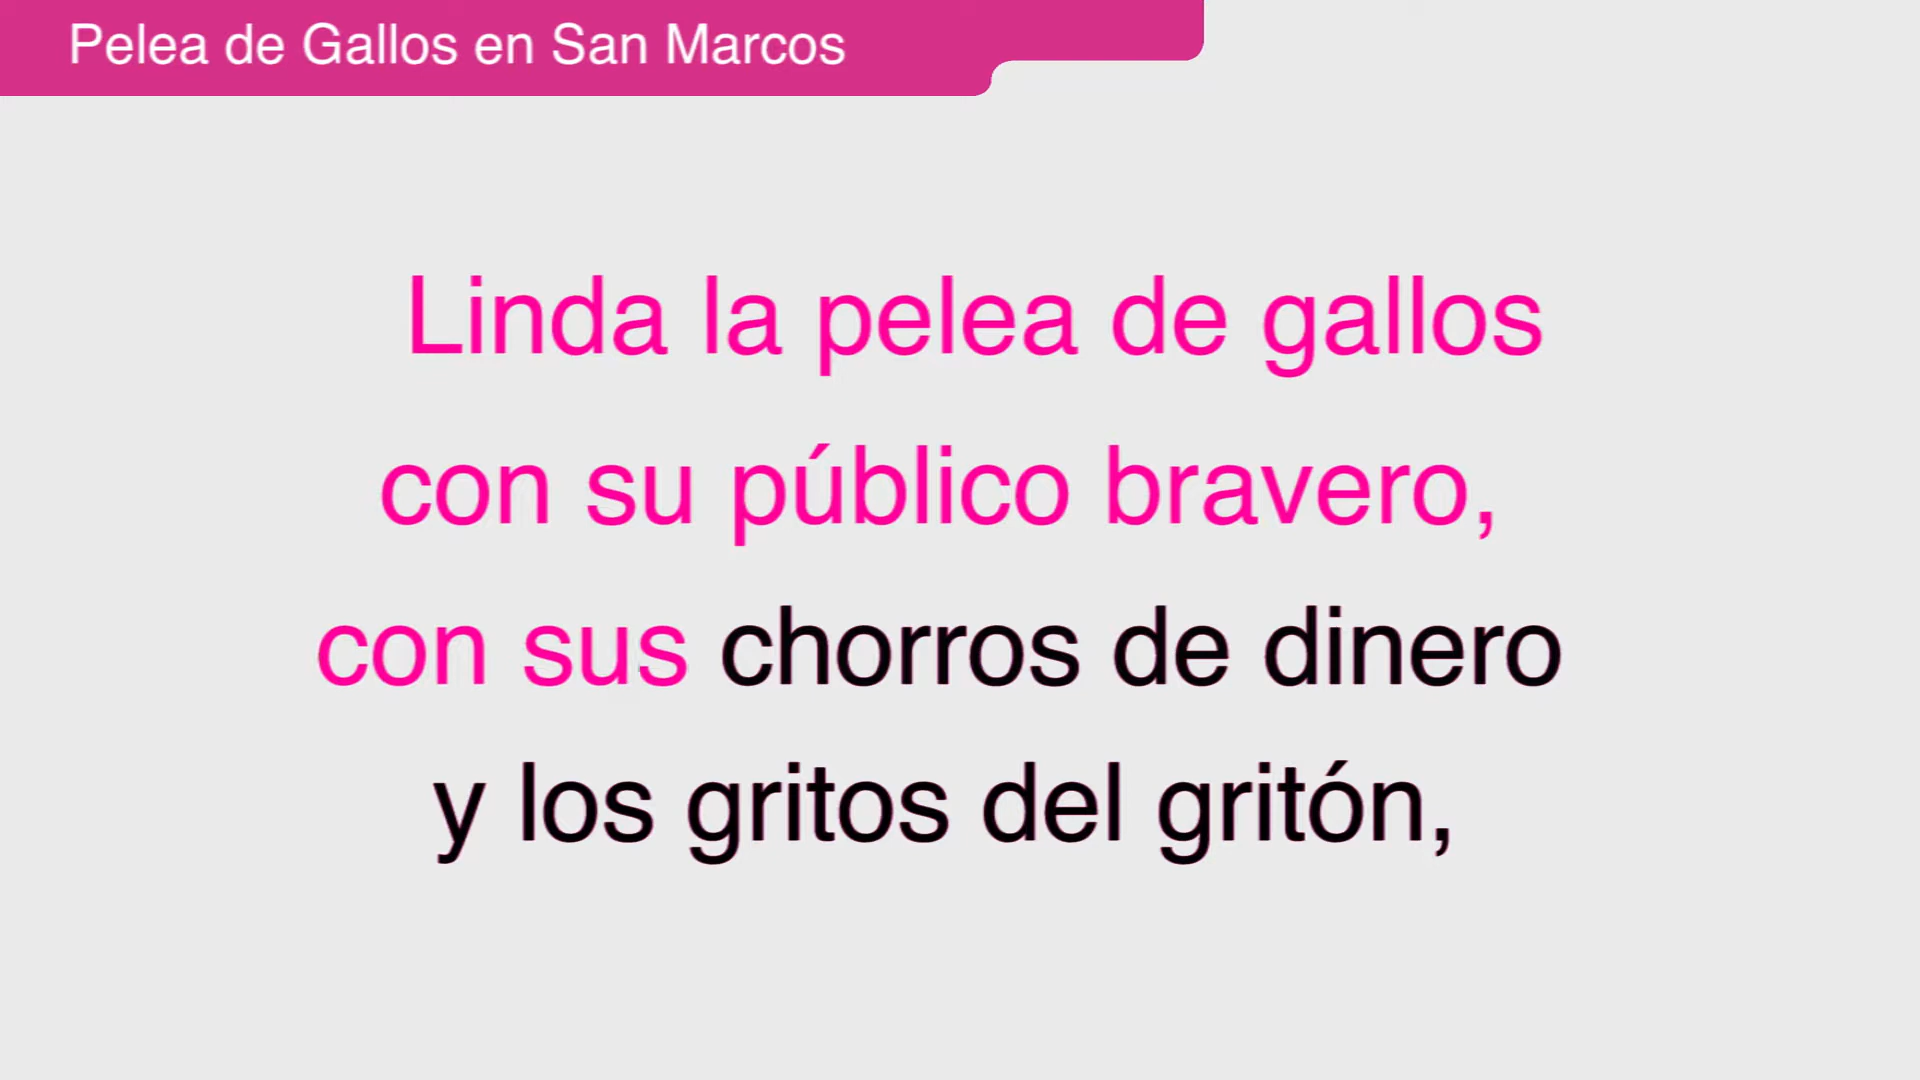 Pelea de Gallos en San Marcos
Linda la pelea de gallos
con su público bravero,
con sus chorros de dinero
y los gritos del gritón,